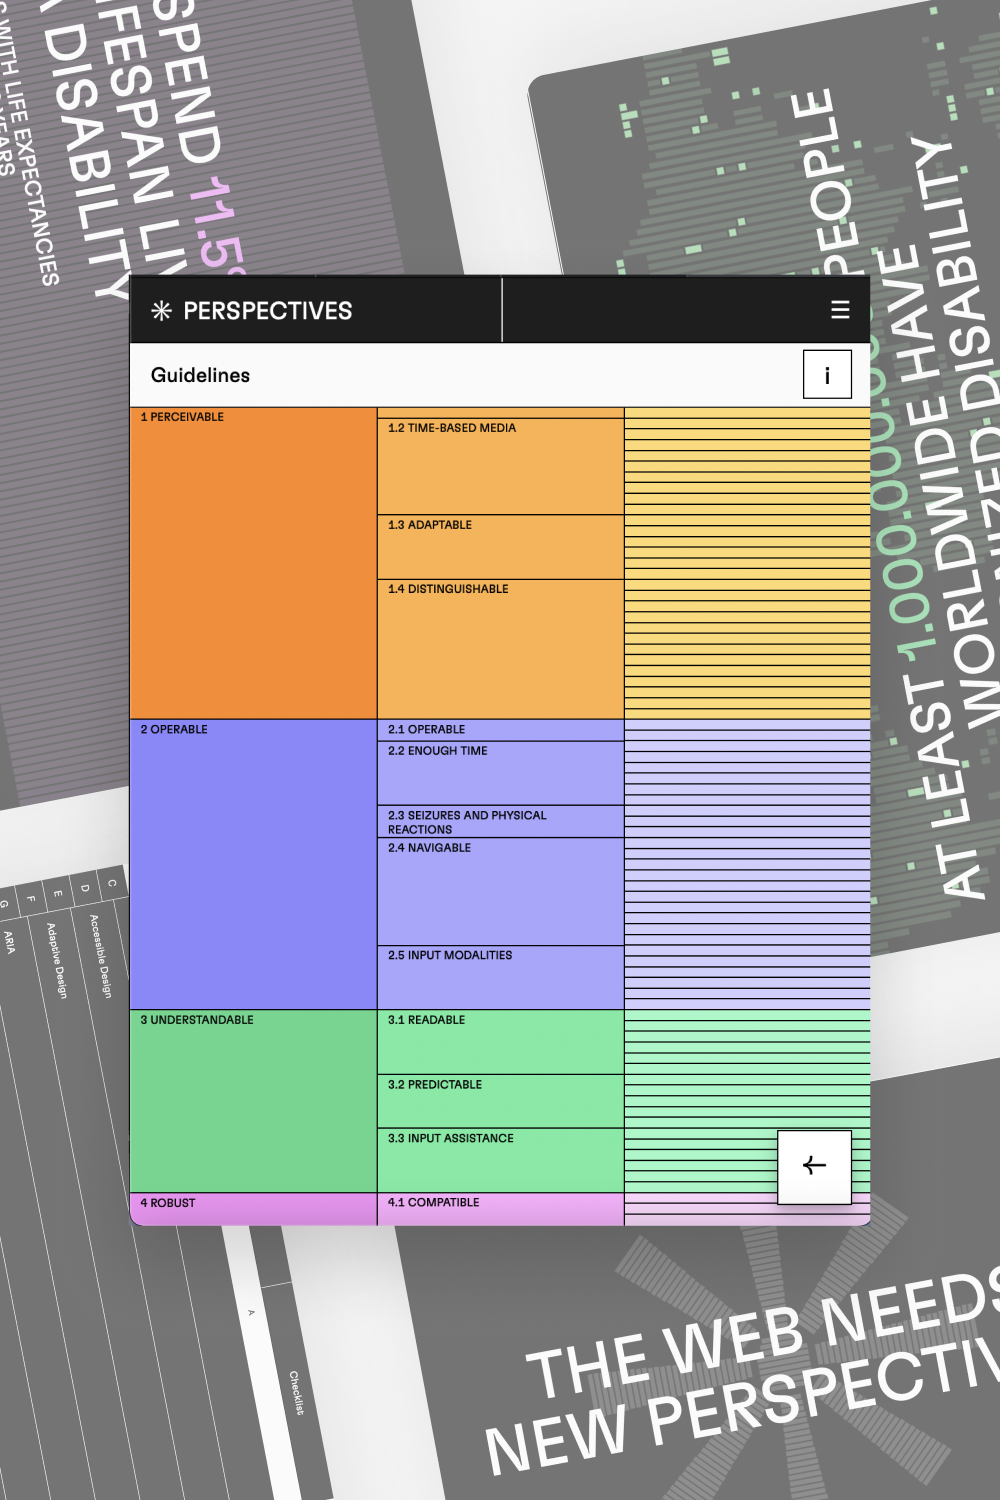 SPEND 11.5
IFESPAN LIV
A DISABILITY
S WITH LIFE EXPECTANCIES
YEARS
PEOPLE
AT LEAST 1.000.000.00
WORLDWIDE HAVE
DISABILITY
PERSPECTIVES
Guidelines
i
1 PERCEIVABLE
1.2 TIME-BASED MEDIA
1.3 ADAPTABLE
1.4 DISTINGUISHABLE
2 OPERABLE
2.1 OPERABLE
2.2 ENOUGH TIME
2.3 SEIZURES AND PHYSICAL
REACTIONS
2.4 NAVIGABLE
2.5 INPUT MODALITIES
3 UNDERSTANDABLE
3.1 READABLE
3.2 PREDICTABLE
3.3 INPUT ASSISTANCE
4 ROBUST
4.1 COMPATIBLE
G
F
E
D
C
ARIA
Adaptive Design
Accessible Design
A
Checklist
THE WEB NEEDS
NEW PERSPECTIV